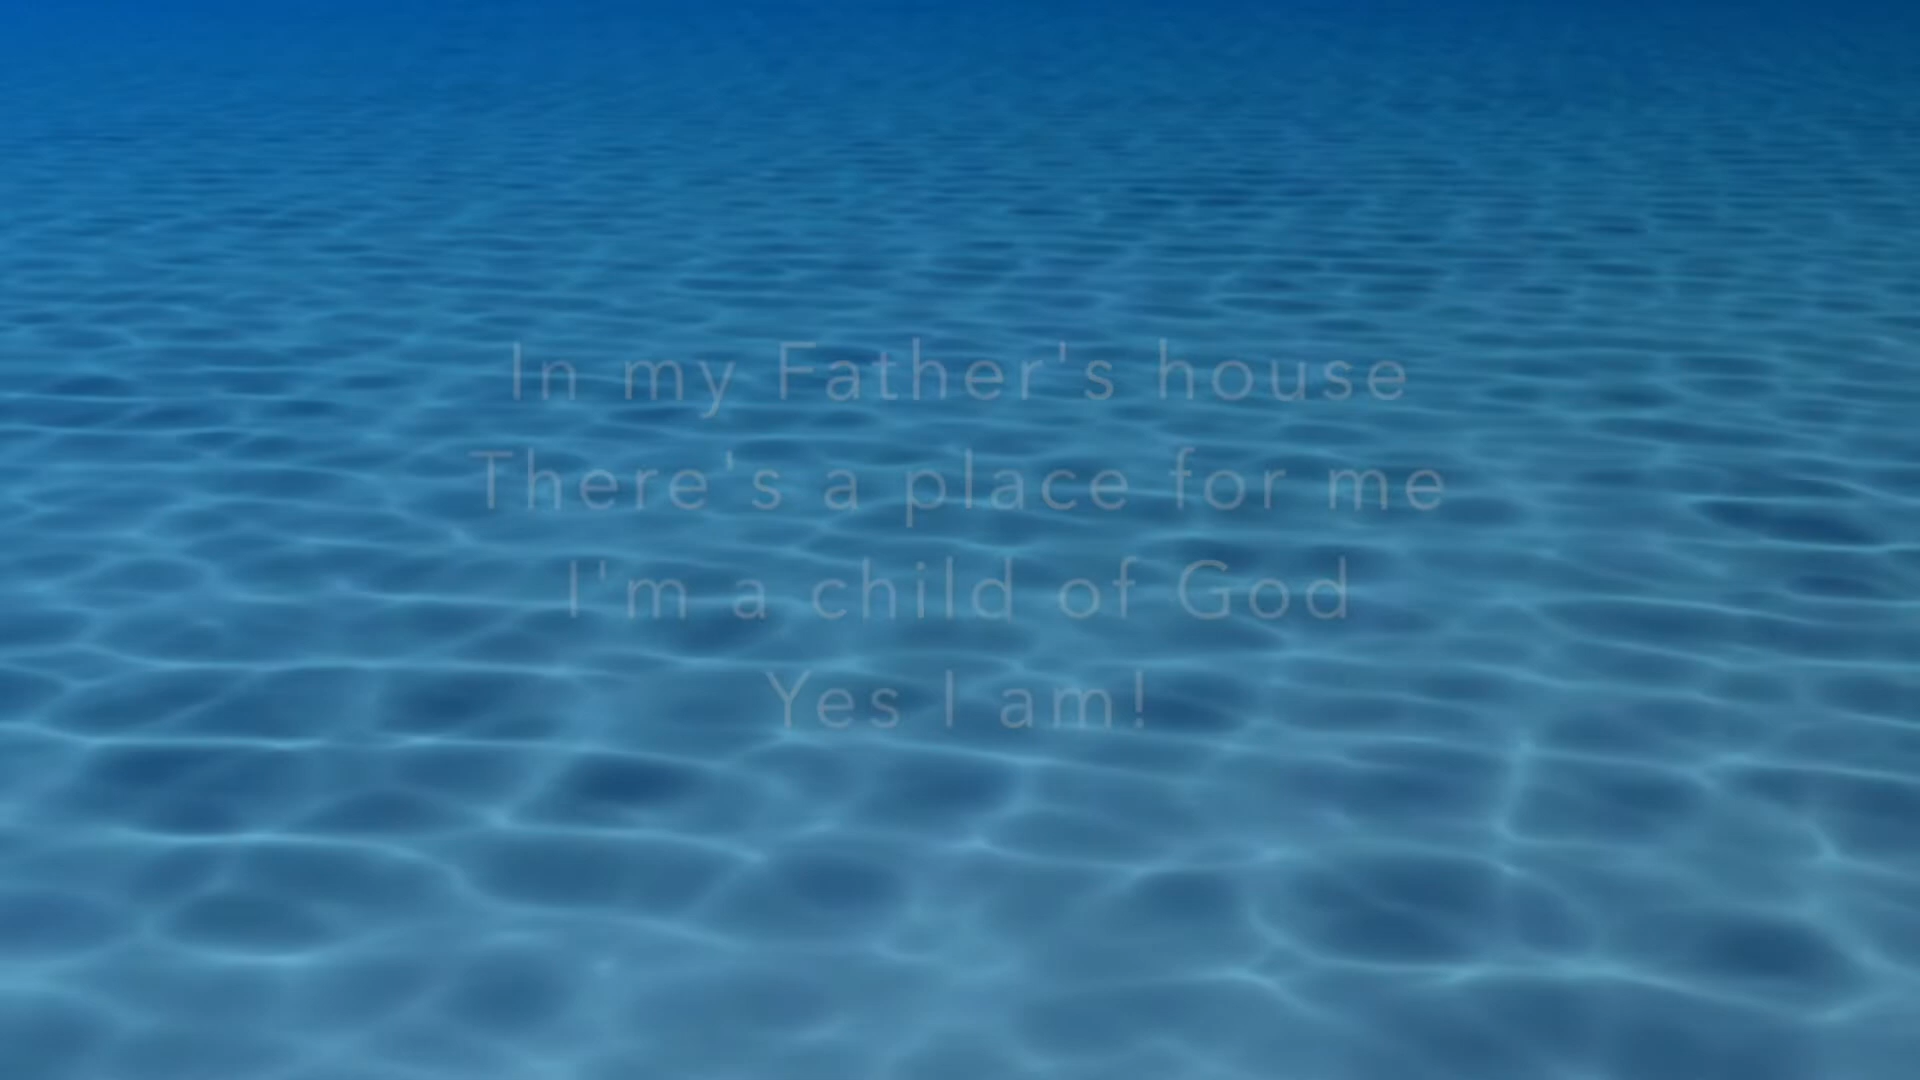 In my Father's house
There's a place for me
I'm a child of God
Yes I am!